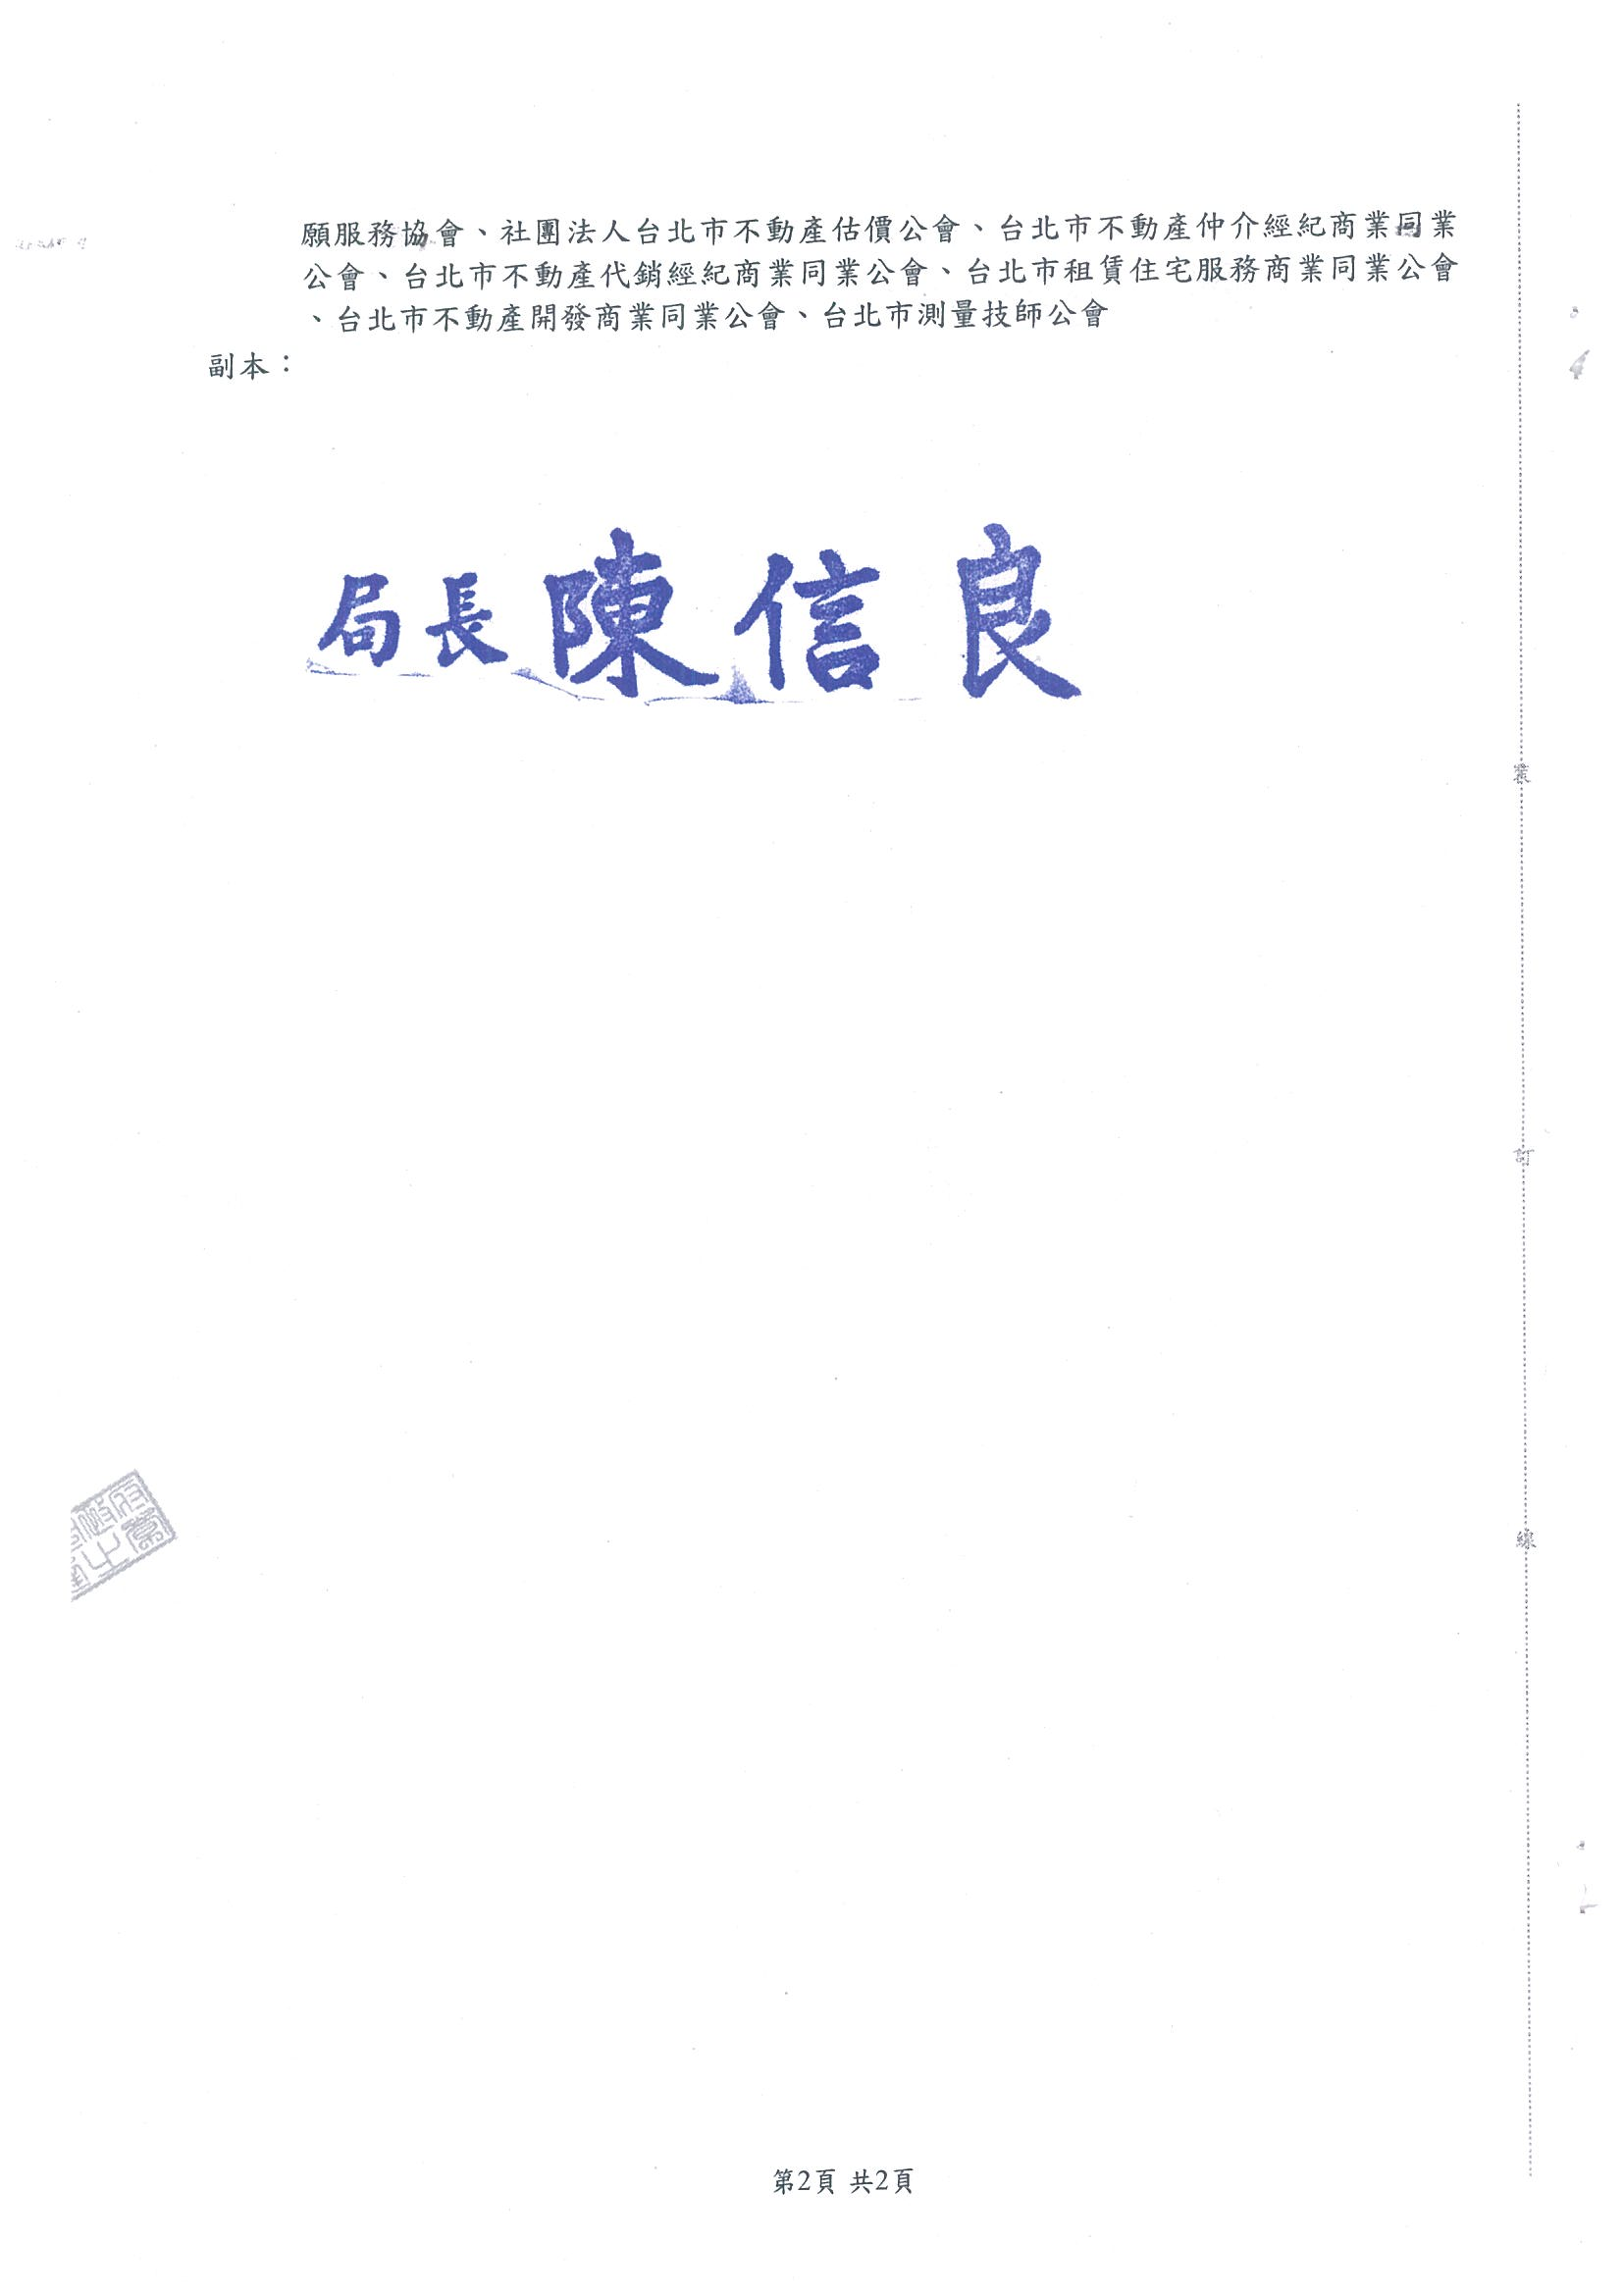 願服務協會、社團法人台北市不動產估價公會、台北市不動產仲介經紀商業同業
公會、台北市不動產代銷經紀商業同業公會、台北市租賃住宅服務商業同業公會
、台北市不動產開發商業同業公會、台北市測量技師公會
副本：
局長 陳信良
裝
訂
線
第2頁 共2頁